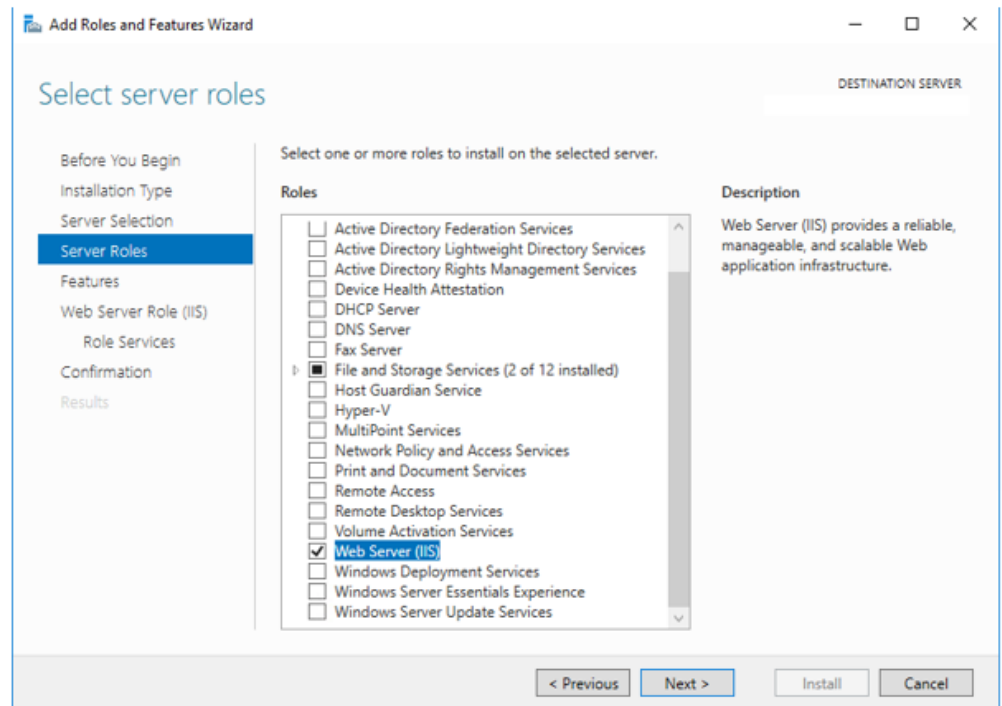 Add Roles and Features Wizard
Select server roles
DESTINATION SERVER
Before You Begin
Installation Type
Server Selection
Server Roles
Features
Web Server Role (IIS)
Role Services
Confirmation
Results
Select one or more roles to install on the selected server.
Roles
Active Directory Federation Services
Active Directory Lightweight Directory Services
Active Directory Rights Management Services
Device Health Attestation
DHCP Server
DNS Server
Fax Server
File and Storage Services (2 of 12 installed)
Host Guardian Service
Hyper-V
MultiPoint Services
Network Policy and Access Services
Print and Document Services
Remote Access
Remote Desktop Services
Volume Activation Services
Web Server (IIS)
Windows Deployment Services
Windows Server Essentials Experience
Windows Server Update Services
Description
Web Server (IIS) provides a reliable,
manageable, and scalable Web
application infrastructure.
< Previous
Next >
Install
Cancel